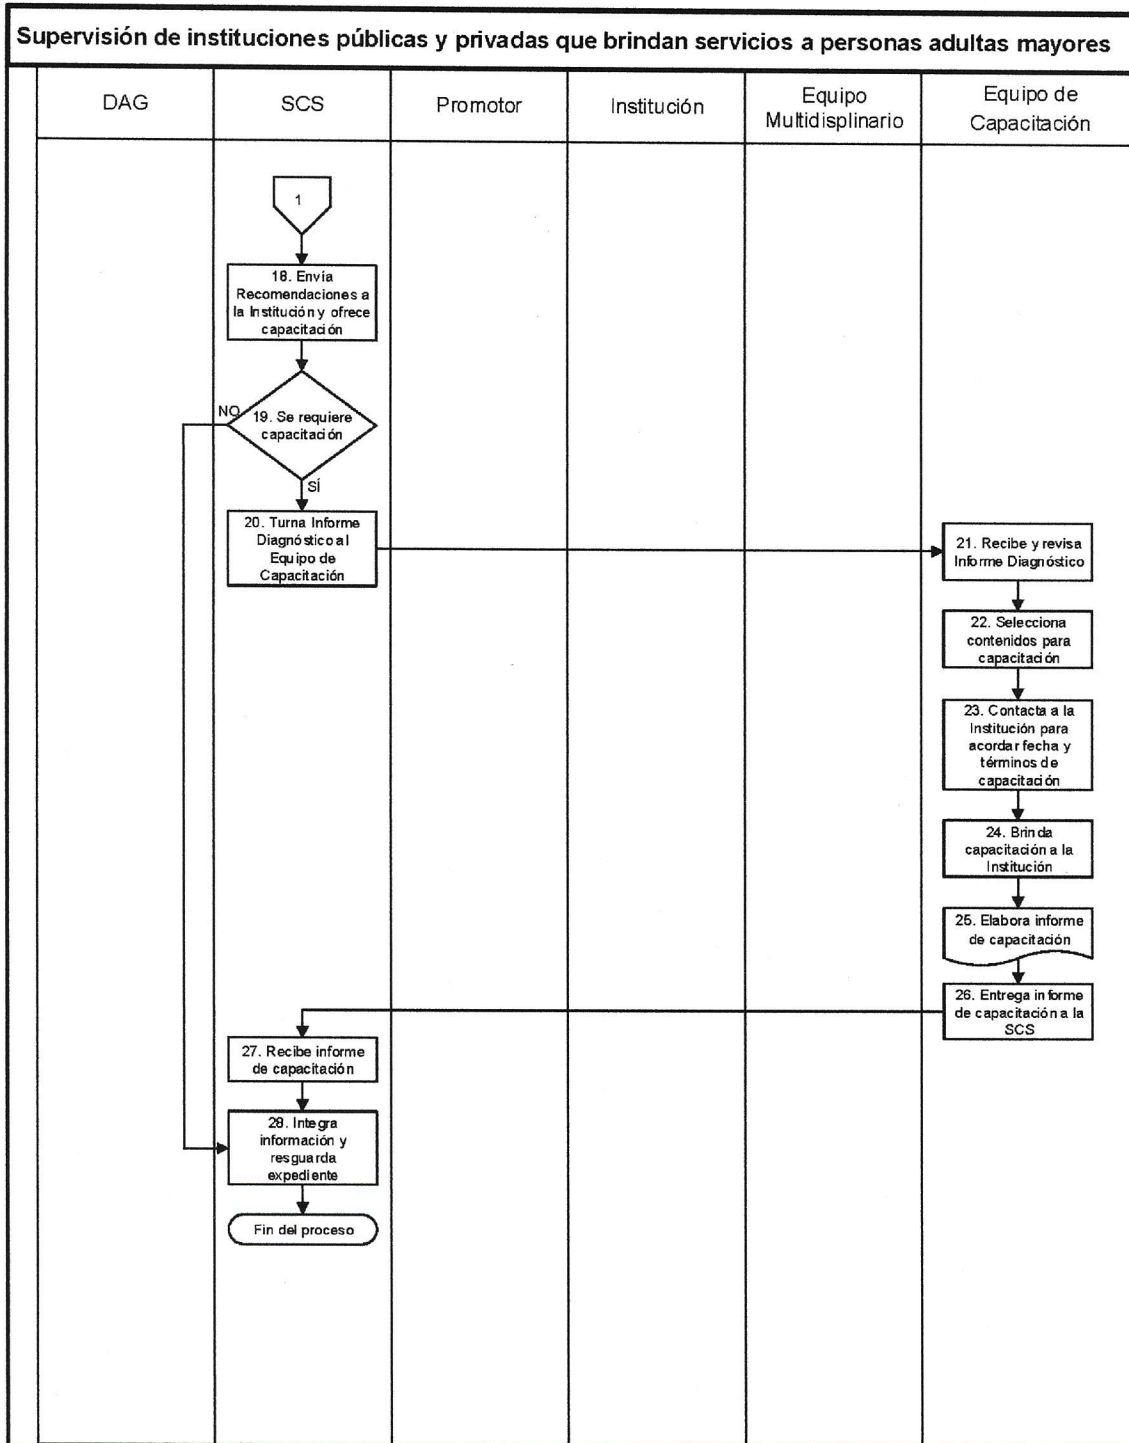 Supervisión de instituciones públicas y privadas que brindan servicios a personas adultas mayores
DAG
SCS
Promotor
Institución
Equipo
Multidisplinario
Equipo de
Capacitación
1
18. Envía
Recomendaciones a
la Institución y ofrece
capacitación
NO
19. Se requiere
capacitación
SÍ
20. Turna Informe
Diagnóstico al
Equipo de
Capacitación
21. Recibe y revisa
Informe Diagnóstico
22. Selecciona
contenidos para
capacitación
23. Contacta a la
Institución para
acordar fecha y
términos de
capacitación
24. Brinda
capacitación a la
Institución
25. Elabora informe
de capacitación
26. Entrega informe
de capacitación a la
SCS
27. Recibe informe
de capacitación
28. Integra
información y
resguarda
expediente
Fin del proceso